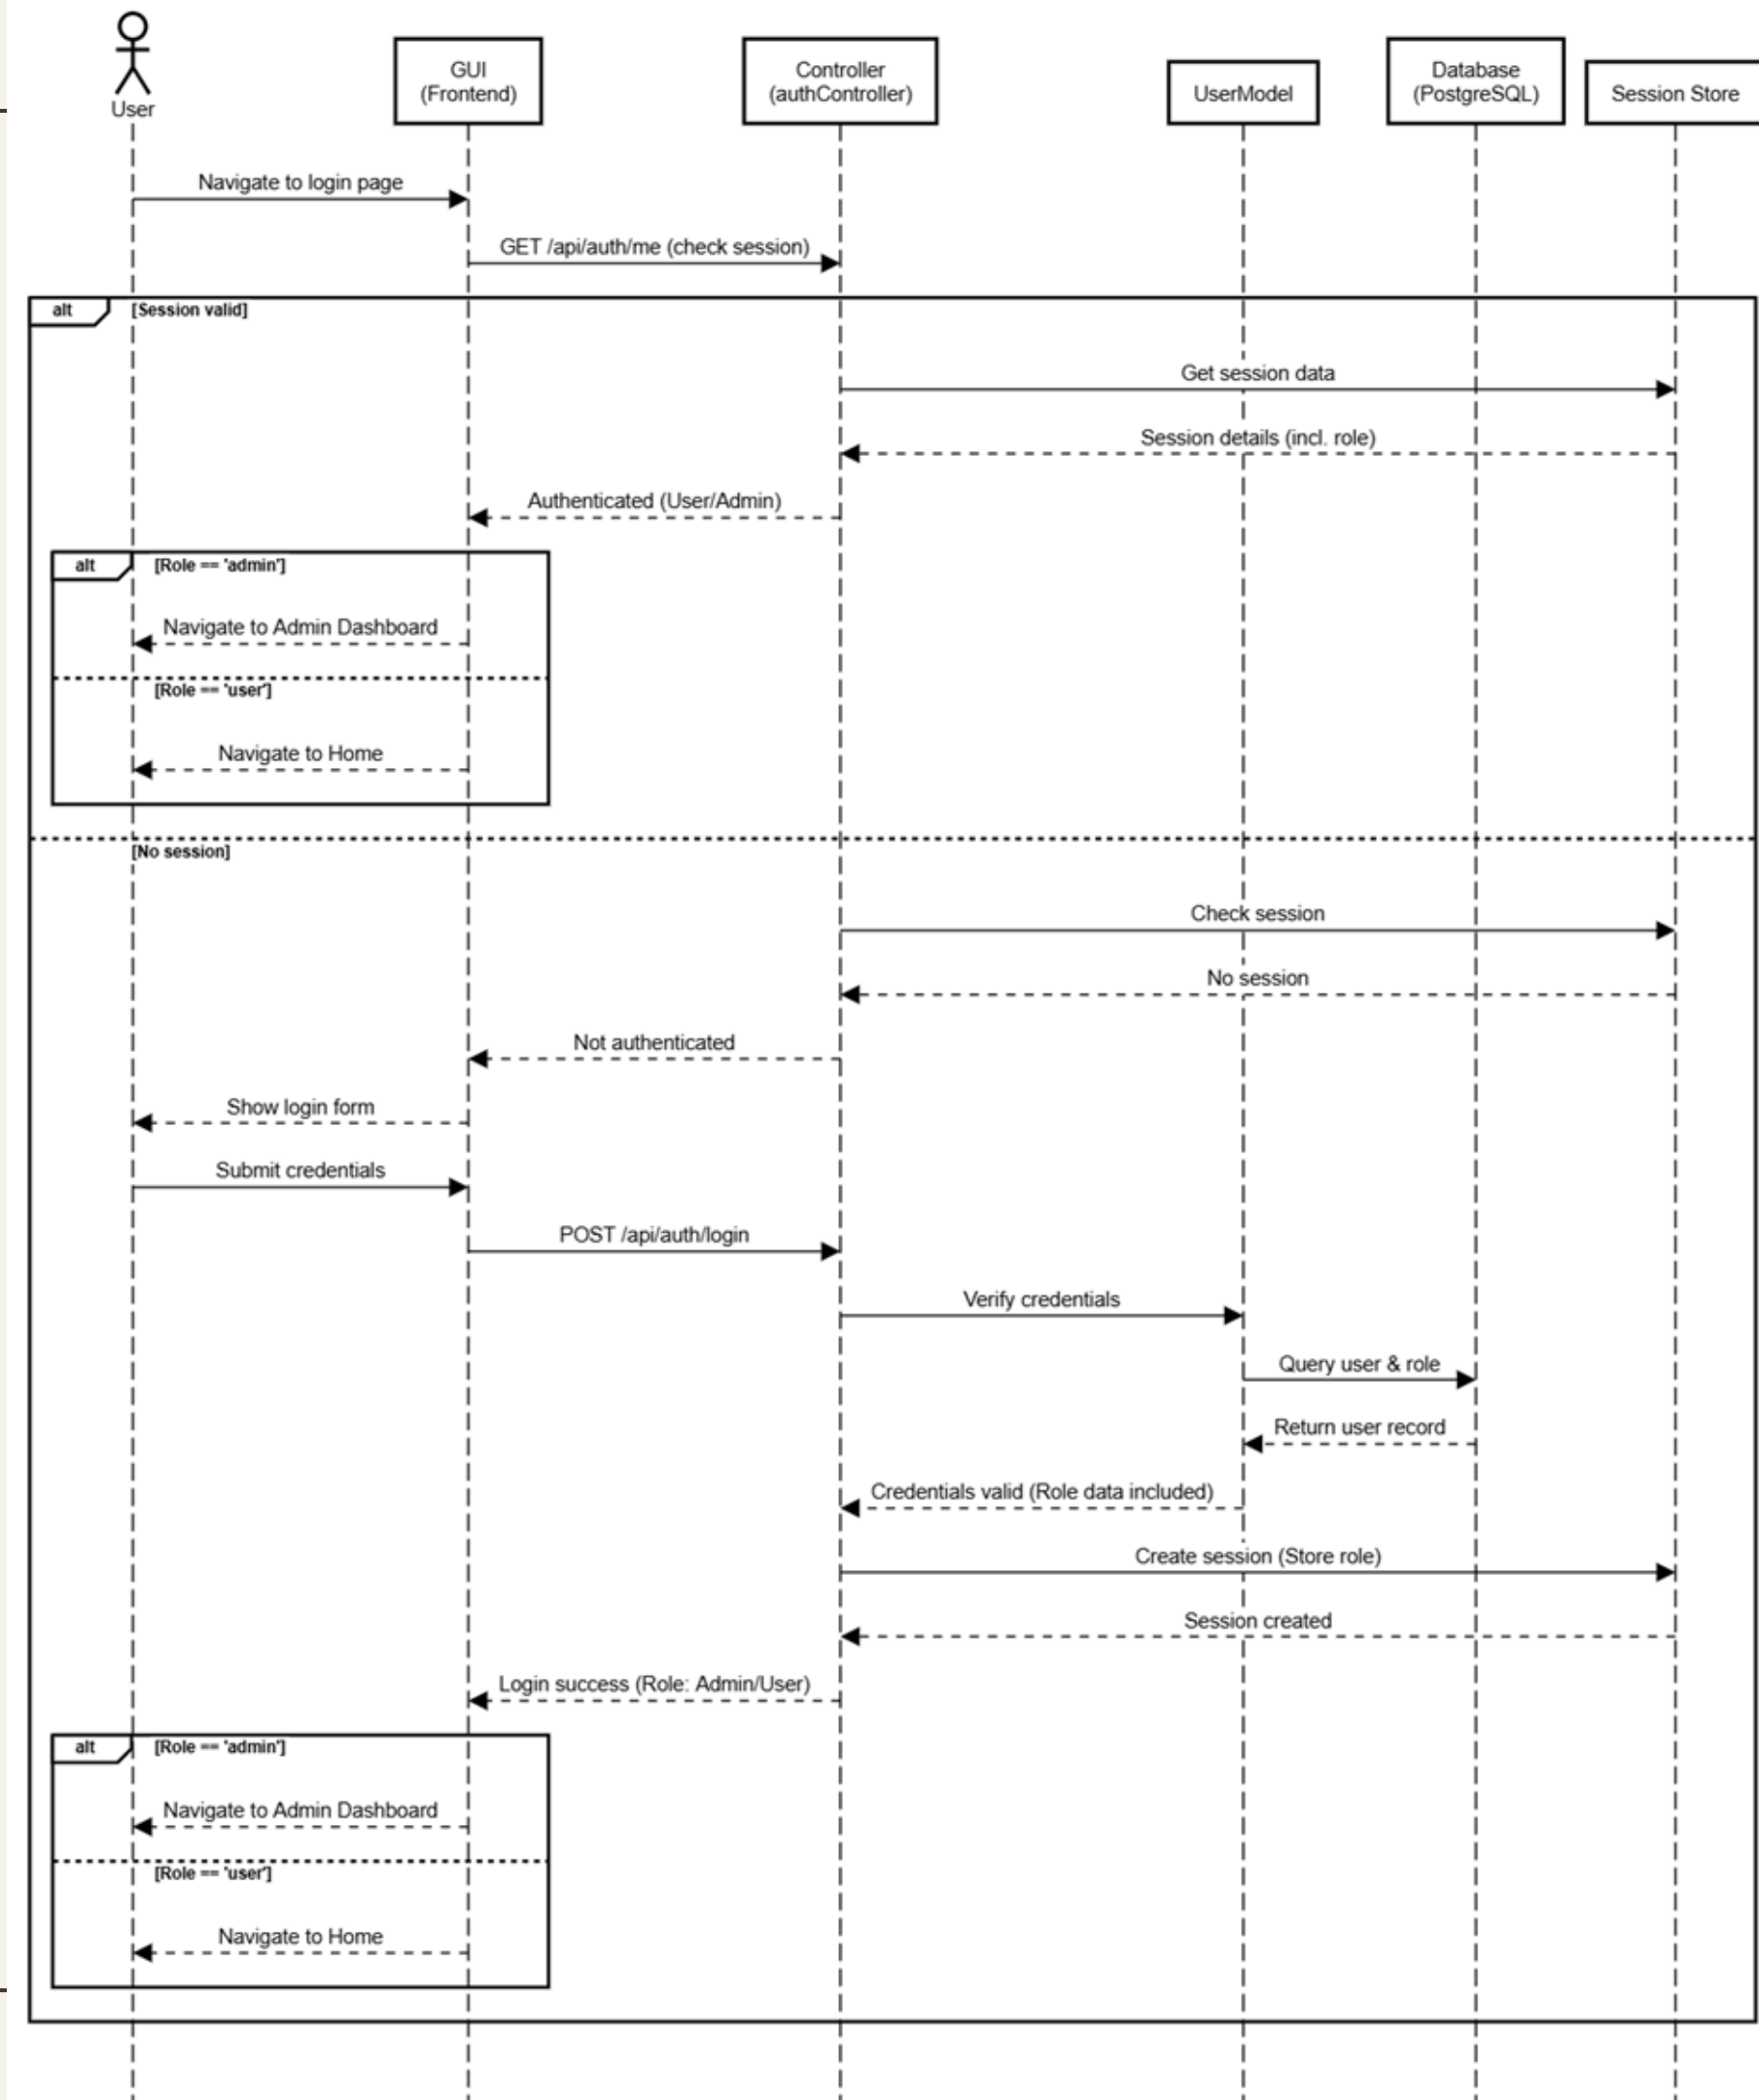 User
GUI
(Frontend)
Controller
(authController)
UserModel
Database
(PostgreSQL)
Session Store
Navigate to login page
GET /api/auth/me (check session)
alt
[Session valid]
Get session data
Session details (incl. role)
Authenticated (User/Admin)
alt
[Role == 'admin']
Navigate to Admin Dashboard
[Role == 'user']
Navigate to Home
[No session]
Check session
No session
Not authenticated
Show login form
Submit credentials
POST /api/auth/login
Verify credentials
Query user & role
Return user record
Credentials valid (Role data included)
Create session (Store role)
Session created
Login success (Role: Admin/User)
alt
[Role == 'admin']
Navigate to Admin Dashboard
[Role == 'user']
Navigate to Home